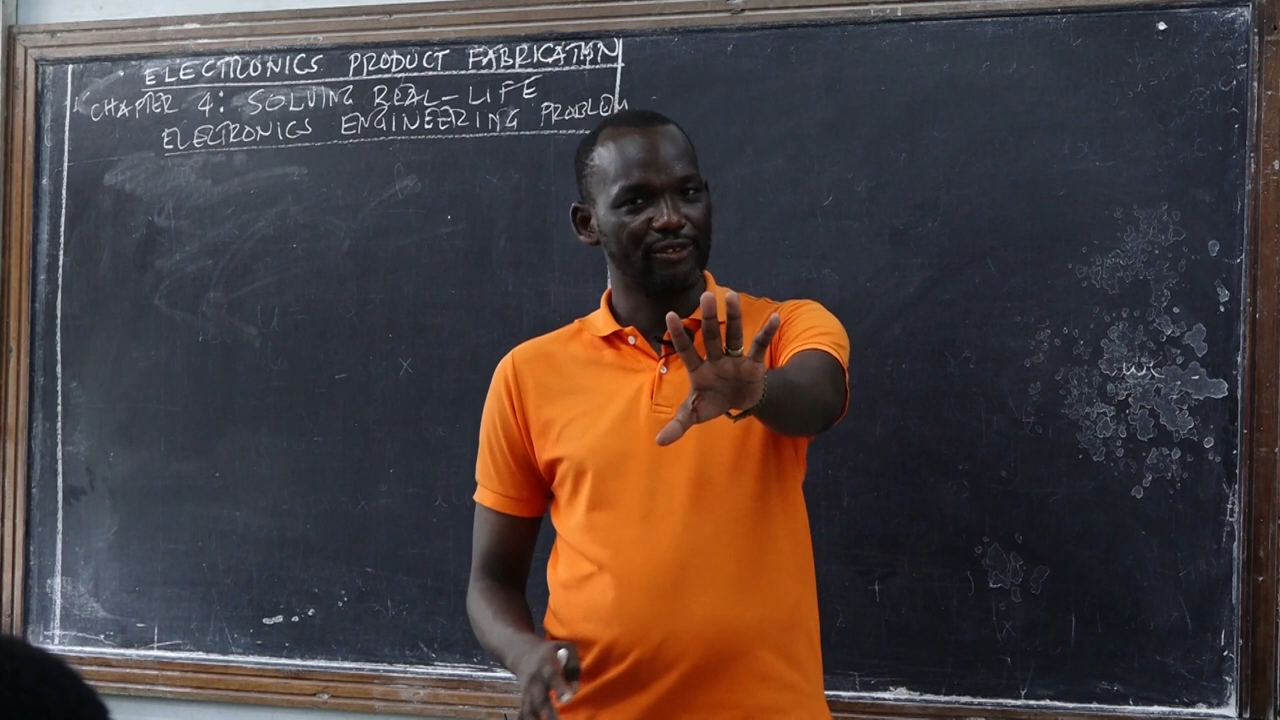 ELECTRONICS PRODUCT FABRICATION
CHAPTER 4: SOLVING REAL-LIFE
ELECTRONICS ENGINEERING PROBLEM